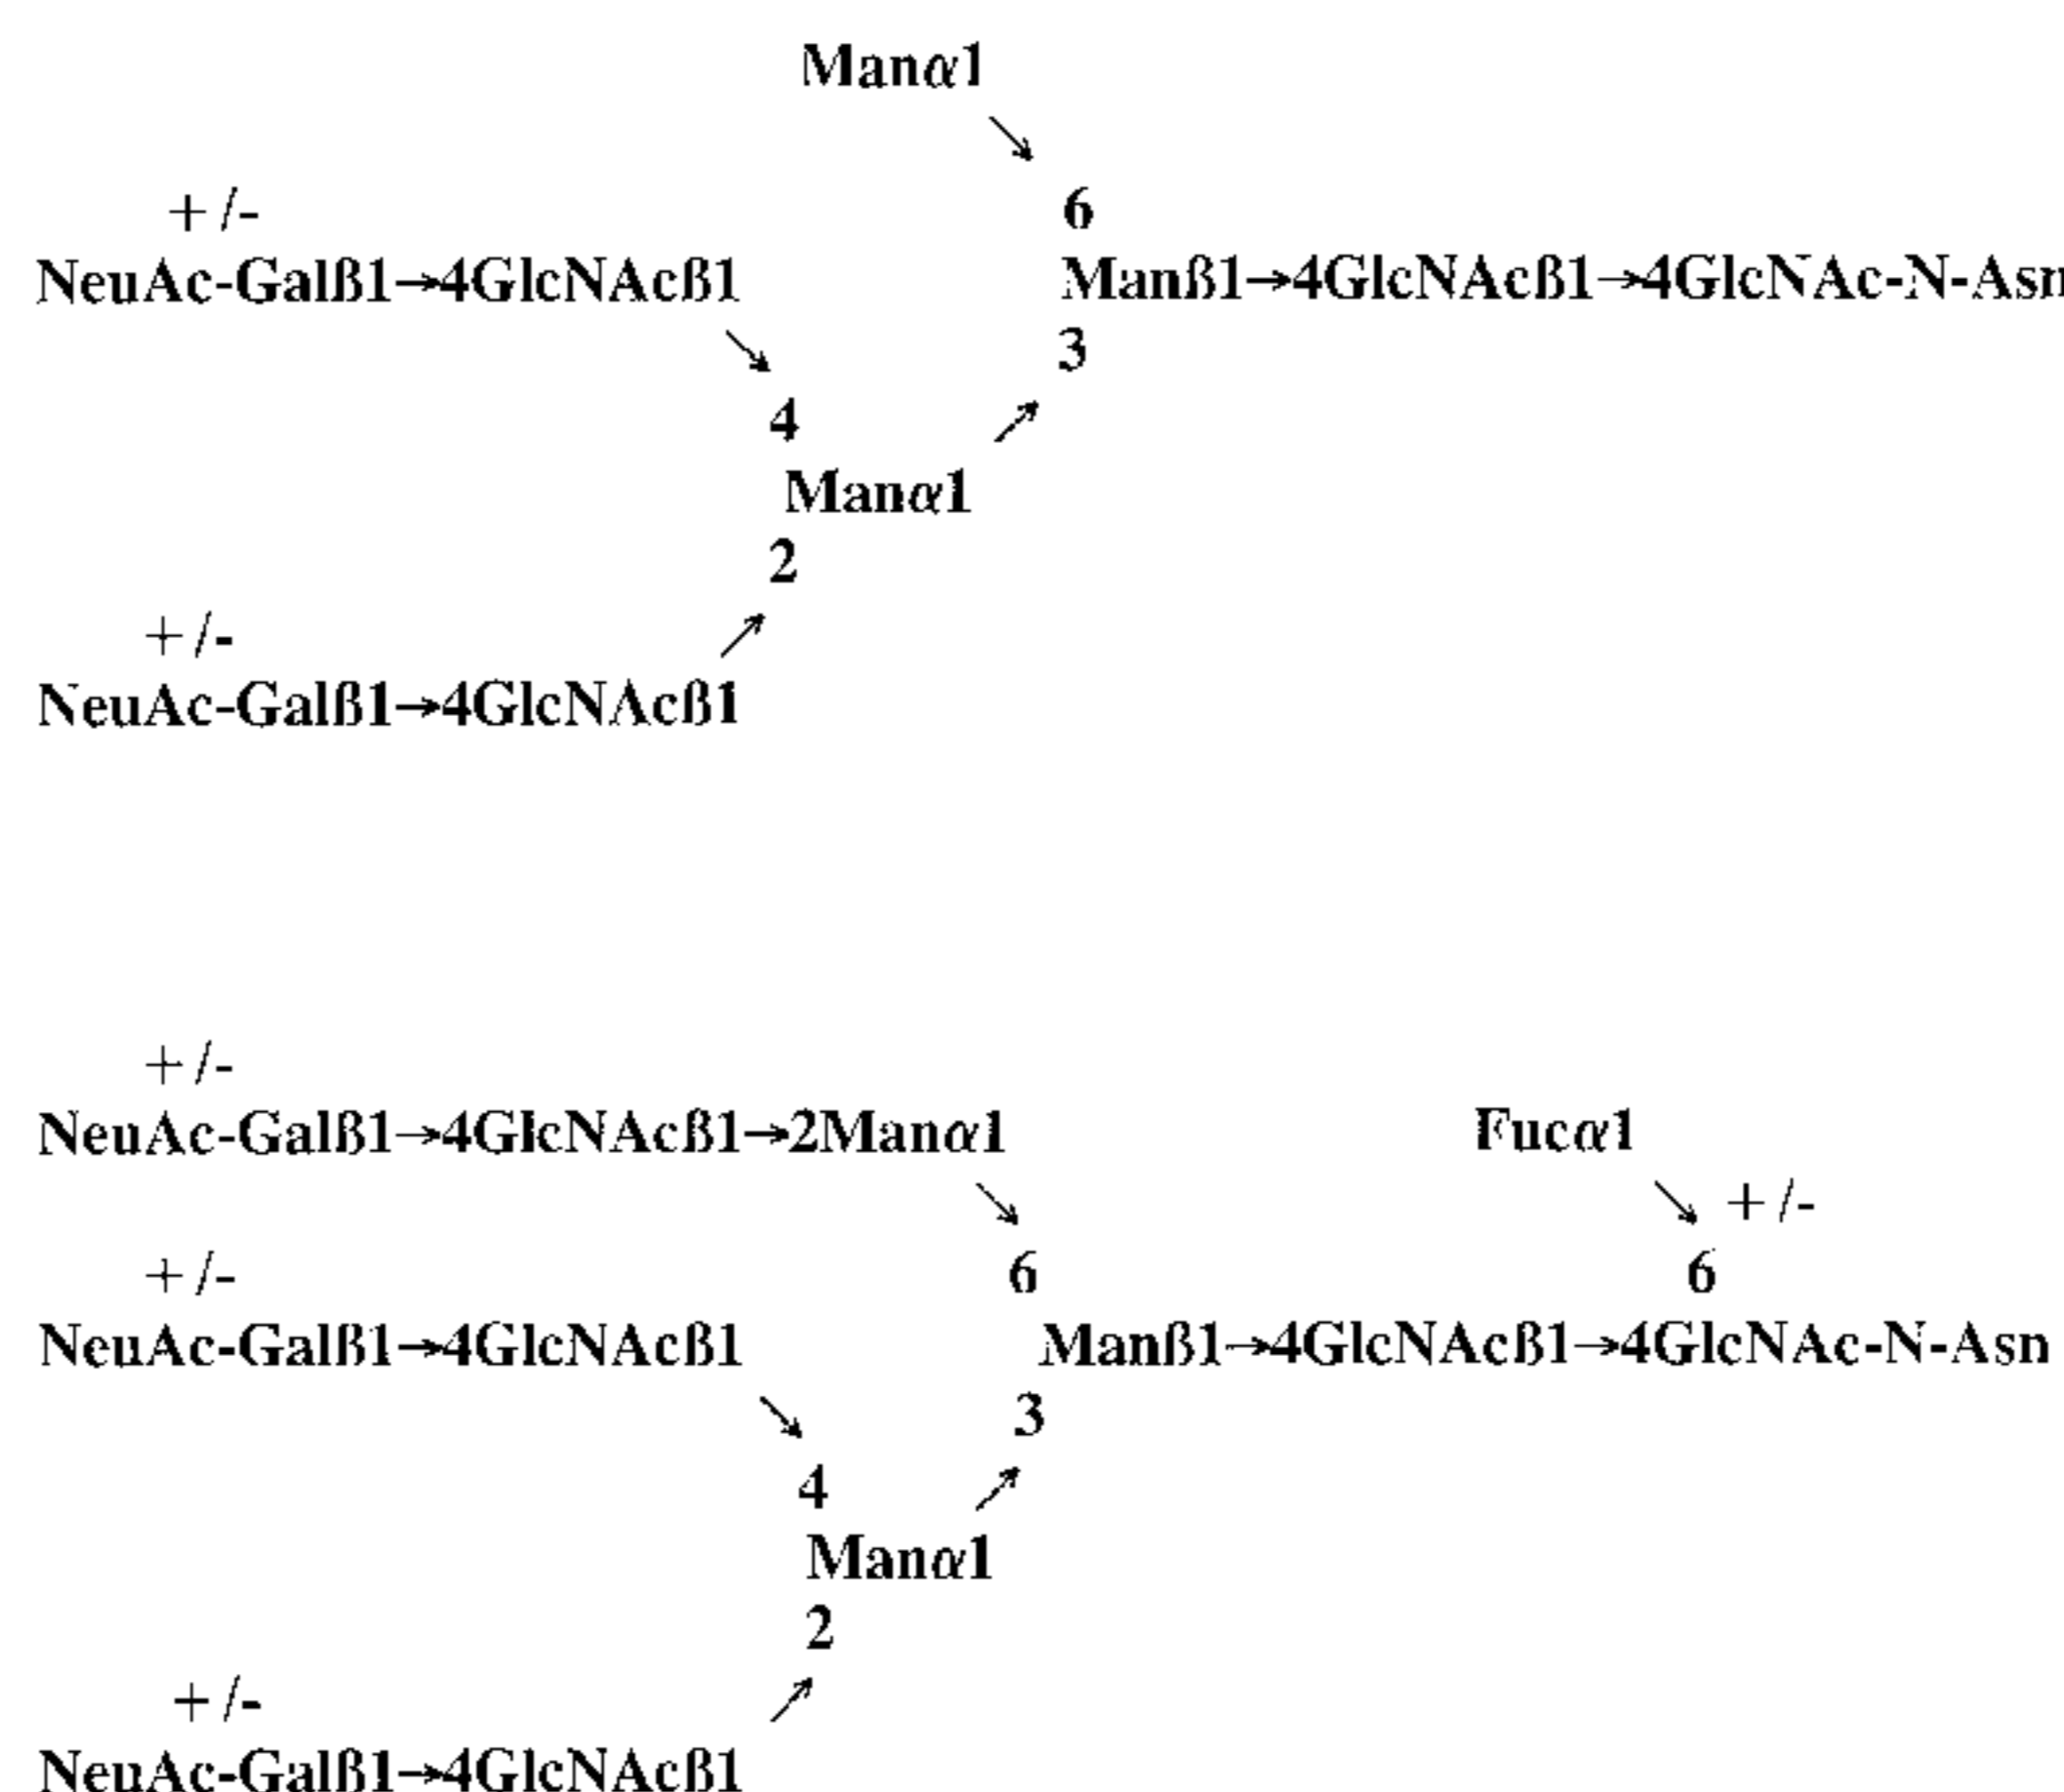 Manα1
+/- 6
NeuAc-Galß1→4GlcNAcß1 Manß1→4GlcNAcß1→4GlcNAc-N-Asn
3
4
Manα1
2
+/-
NeuAc-Galß1→4GlcNAcß1
+/-
NeuAc-Galß1→4GlcNAcß1→2Manα1 Fucα1
+/-
+/- 6 6
NeuAc-Galß1→4GlcNAcß1 Manß1→4GlcNAcß1→4GlcNAc-N-Asn
3
4
Manα1
2
+/-
NeuAc-Galß1→4GlcNAcß1